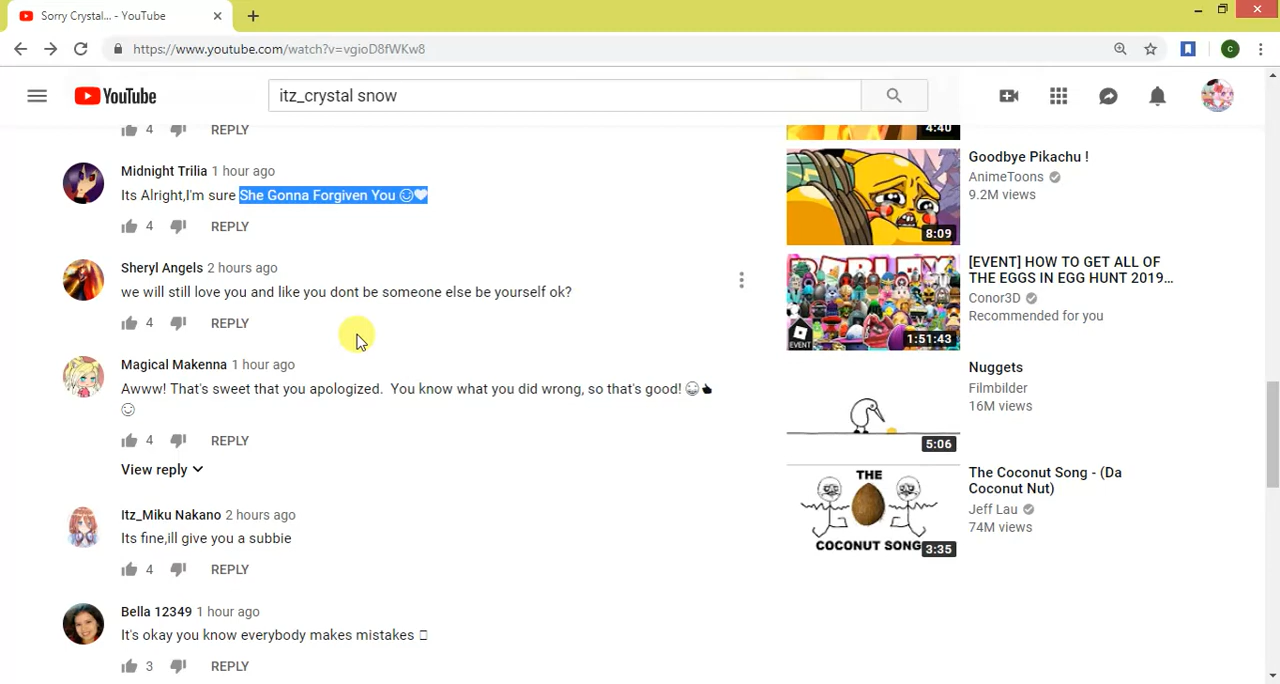 Sorry Crystal... - YouTube
https://www.youtube.com/watch?v=vgioD8fWKw8
c
YouTube
itz_crystal snow
4 REPLY
Midnight Trilia 1 hour ago
Its Alright,I'm sure She Gonna Forgiven You
4 REPLY
Sheryl Angels 2 hours ago
we will still love you and like you dont be someone else be yourself ok?
4 REPLY
Magical Makenna 1 hour ago
Awww! That's sweet that you apologized. You know what you did wrong, so that's good!
4 REPLY
View reply
Itz_Miku Nakano 2 hours ago
Its fine,ill give you a subbie
4 REPLY
Bella 12349 1 hour ago
It's okay you know everybody makes mistakes
3 REPLY
4:40
Goodbye Pikachu !
AnimeToons
9.2M views
8:09
[EVENT] HOW TO GET ALL OF
THE EGGS IN EGG HUNT 2019...
Conor3D
Recommended for you
EVENT
1:51:43
Nuggets
Filmbilder
16M views
5:06
The Coconut Song - (Da
Coconut Nut)
Jeff Lau
74M views
THE
COCONUT SONG
3:35